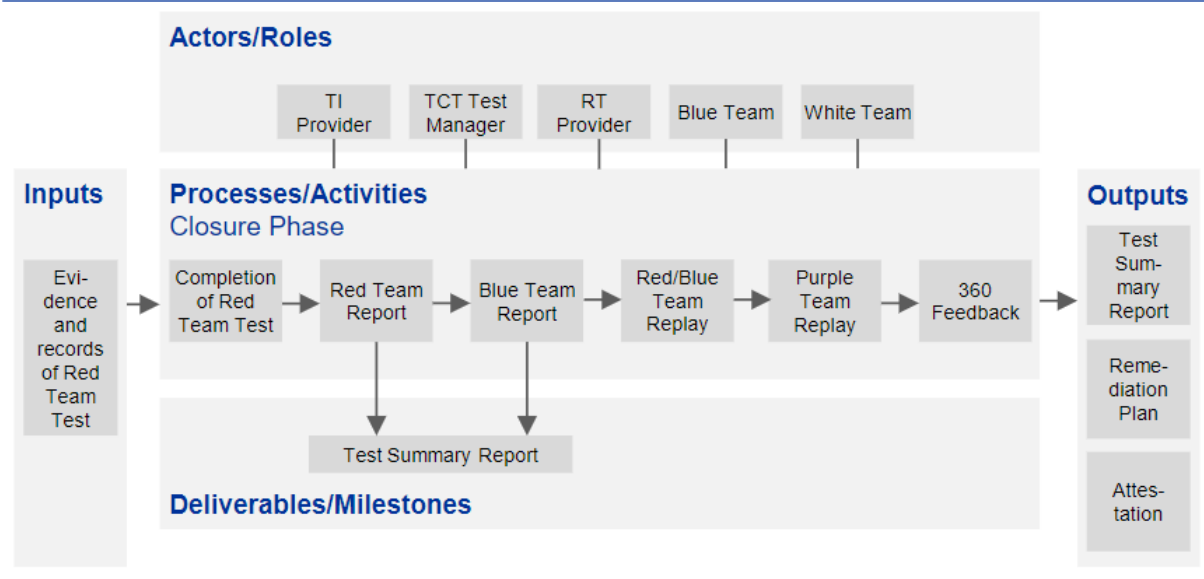 Actors/Roles
TI
Provider
TCT Test
Manager
RT
Provider
Blue Team
White Team
Inputs
Evi-
dence
and
records
of Red
Team
Test
Processes/Activities
Closure Phase
Completion
of Red
Team Test
Red Team
Report
Blue Team
Report
Red/Blue
Team
Replay
Purple
Team
Replay
360
Feedback
Test Summary Report
Deliverables/Milestones
Outputs
Test
Sum-
mary
Report
Reme-
diation
Plan
Attes-
tation